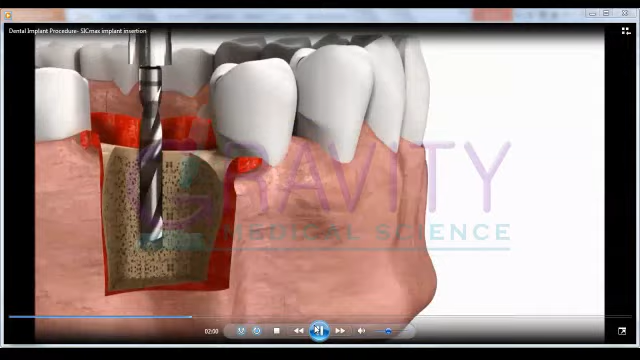 Dental Implant Procedure- SICmax implant insertion
GRAVITY
MEDICAL SCIENCE
02:00